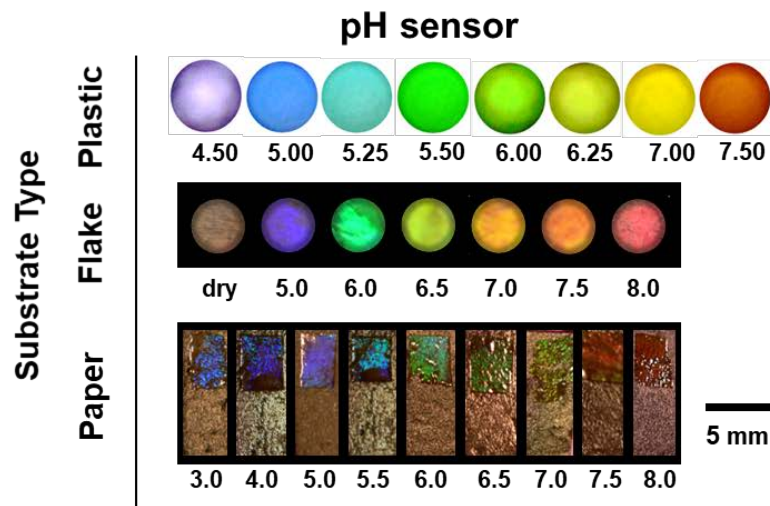 pH sensor
Substrate Type
Plastic
4.50 5.00 5.25 5.50 6.00 6.25 7.00 7.50
Flake
dry 5.0 6.0 6.5 7.0 7.5 8.0
Paper
3.0 4.0 5.0 5.5 6.0 6.5 7.0 7.5 8.0
5 mm